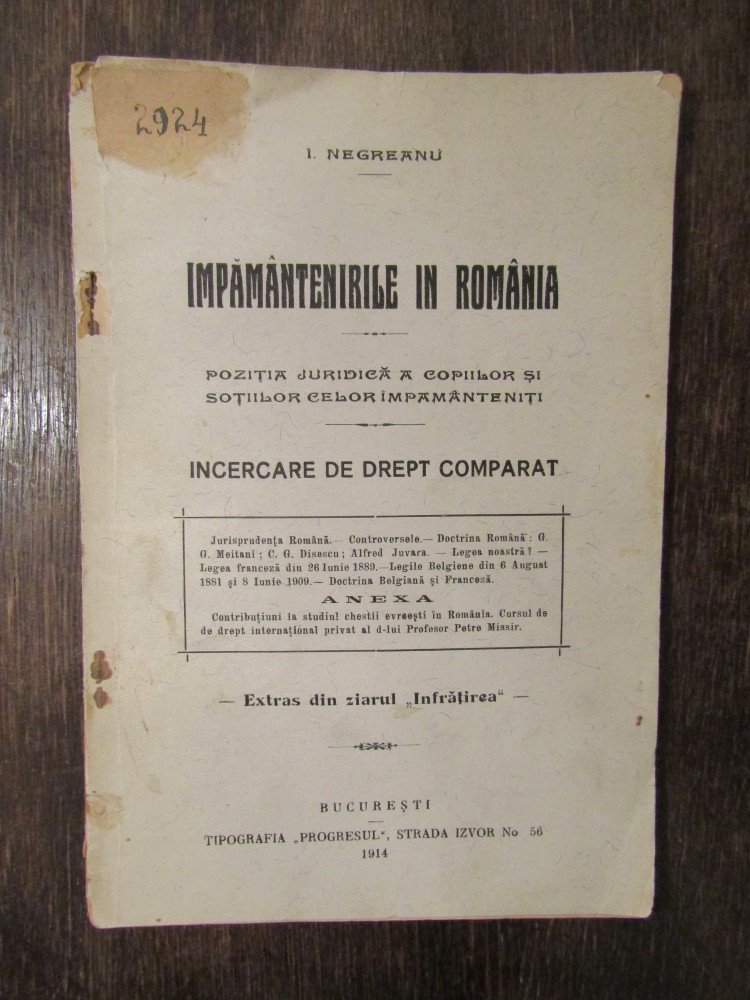 2924
I. NEGREANU
IMPĂMÂNTENIRILE IN ROMÂNIA
POZIȚIA JURIDICĂ A COPIILOR ȘI
SOȚIILOR CELOR ÎMPAMÂNTENIȚI
INCERCARE DE DREPT COMPARAT
Jurisprudența Română.— Controversele.— Doctrina Română: G.
G. Meitani; C. G. Disescu; Alfred Juvara. — Legea noastră? —
Legea franceză din 26 Iunie 1889.—Legile Belgiene din 6 August
1881 și 8 Iunie 1909.— Doctrina Belgiană și Franceză.
ANEXA
Contribuțiuni la studiul chestii evreești în România. Cursul de
de drept internațional privat al d-lui Profesor Petre Missir.
— Extras din ziarul „Infrățirea“ —
BUCUREȘTI
TIPOGRAFIA „PROGRESUL“, STRADA IZVOR No 56
1914